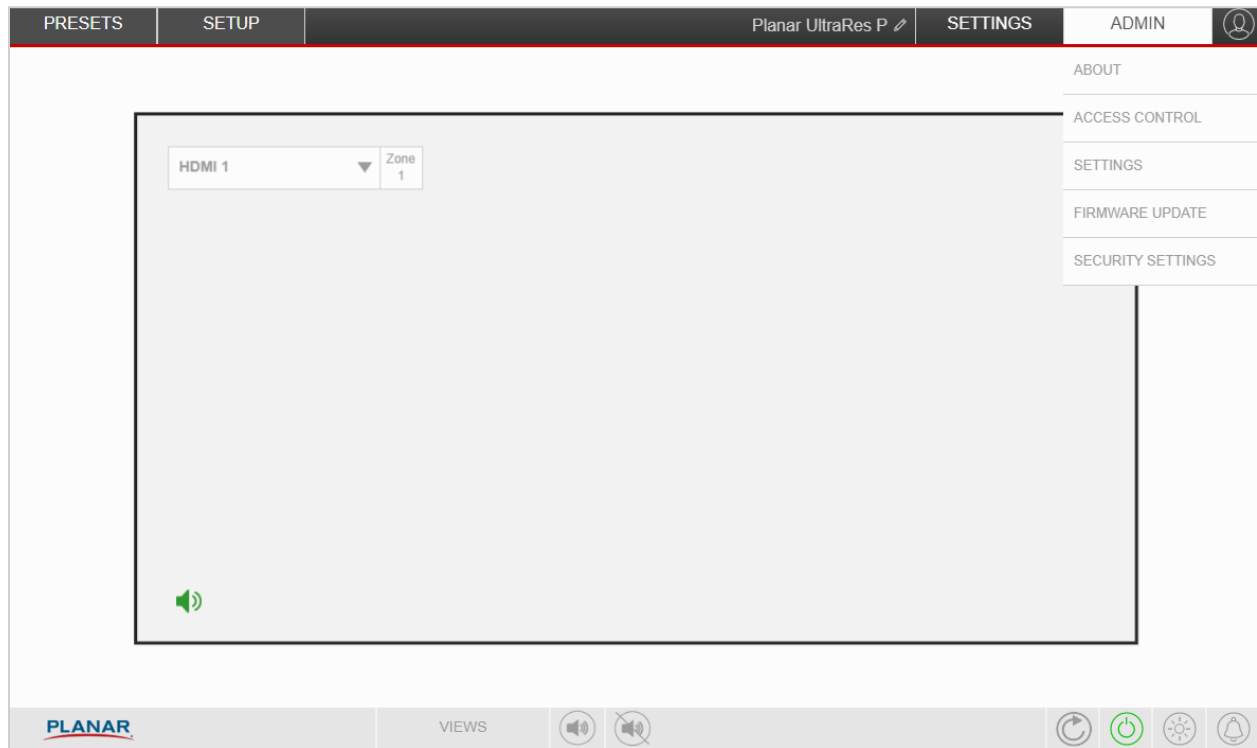 PRESETS
SETUP
Planar UltraRes P
SETTINGS
ADMIN
ABOUT
ACCESS CONTROL
SETTINGS
FIRMWARE UPDATE
SECURITY SETTINGS
HDMI 1
Zone
1
PLANAR
VIEWS